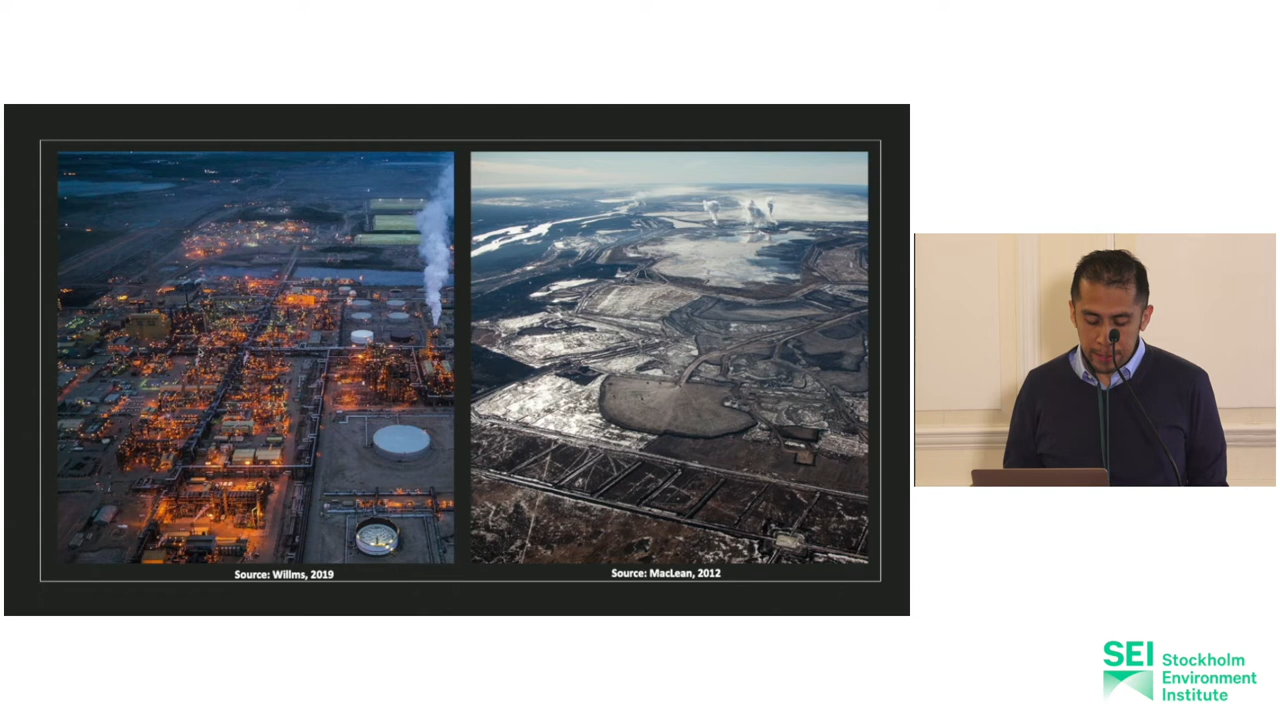 Source: Willms, 2019
Source: MacLean, 2012
SEI Stockholm
Environment
Institute